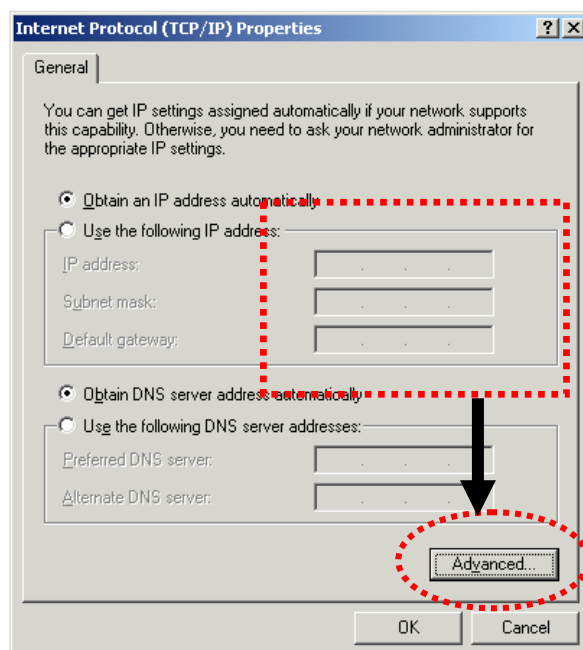 Internet Protocol (TCP/IP) Properties
General
You can get IP settings assigned automatically if your network supports
this capability. Otherwise, you need to ask your network administrator for
the appropriate IP settings.
Obtain an IP address automatically
Use the following IP address:
IP address:
Subnet mask:
Default gateway:
Obtain DNS server address automatically
Use the following DNS server addresses:
Preferred DNS server:
Alternate DNS server:
Advanced...
OK Cancel